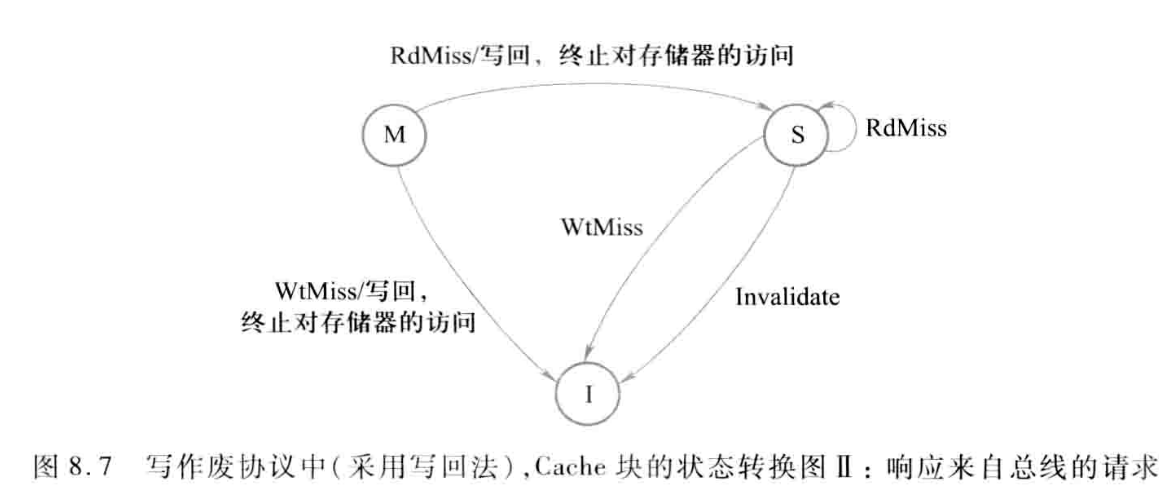 RdMiss/写回，终止对存储器的访问
M
S
RdMiss
WtMiss
WtMiss/写回，
终止对存储器的访问
Invalidate
I
图 8.7 写作废协议中(采用写回法),Cache 块的状态转换图Ⅱ：响应来自总线的请求